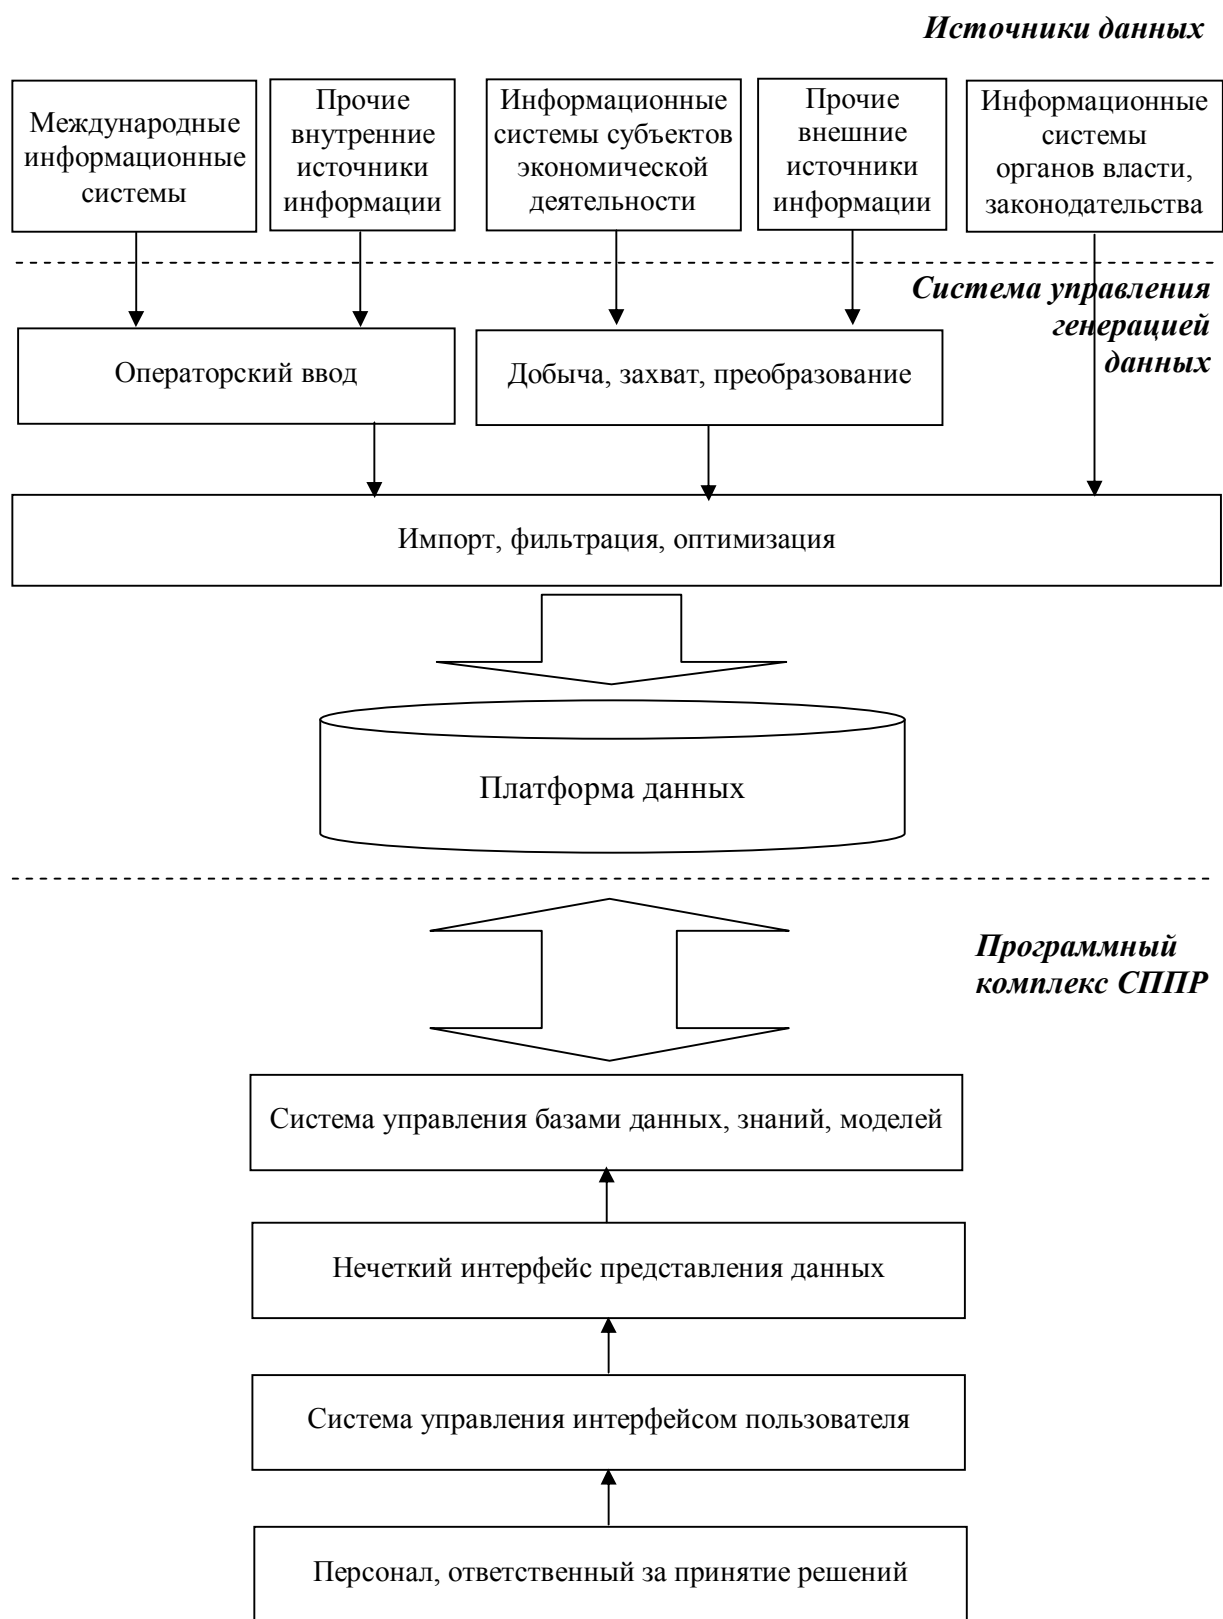 Источники данных
Международные
информационные
системы
Прочие
внутренние
источники
информации
Информационные
системы субъектов
экономической
деятельности
Прочие
внешние
источники
информации
Информационные
системы
органов власти,
законодательства
Система управления
генерацией
данных
Операторский ввод
Добыча, захват, преобразование
Импорт, фильтрация, оптимизация
Платформа данных
Программный
комплекс СППР
Система управления базами данных, знаний, моделей
Нечеткий интерфейс представления данных
Система управления интерфейсом пользователя
Персонал, ответственный за принятие решений